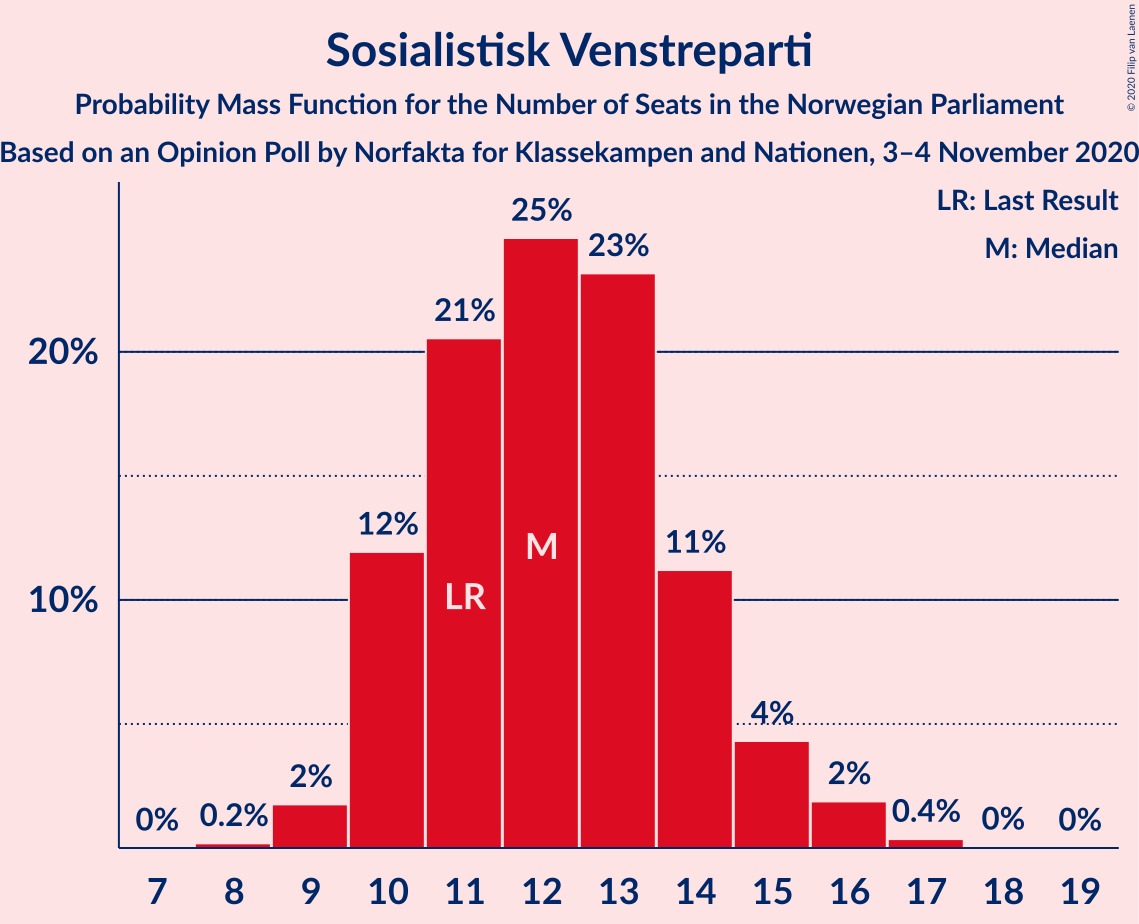 Sosialistisk Venstreparti
Probability Mass Function for the Number of Seats in the Norwegian Parliament
Based on an Opinion Poll by Norfakta for Klassekampen and Nationen, 3–4 November 2020
© 2020 Filip van Laenen
LR: Last Result
M: Median
20%
10%
0%
0.2%
2%
12%
21%
25%
23%
11%
4%
2%
0.4%
0%
0%
LR
M
7 8 9 10 11 12 13 14 15 16 17 18 19